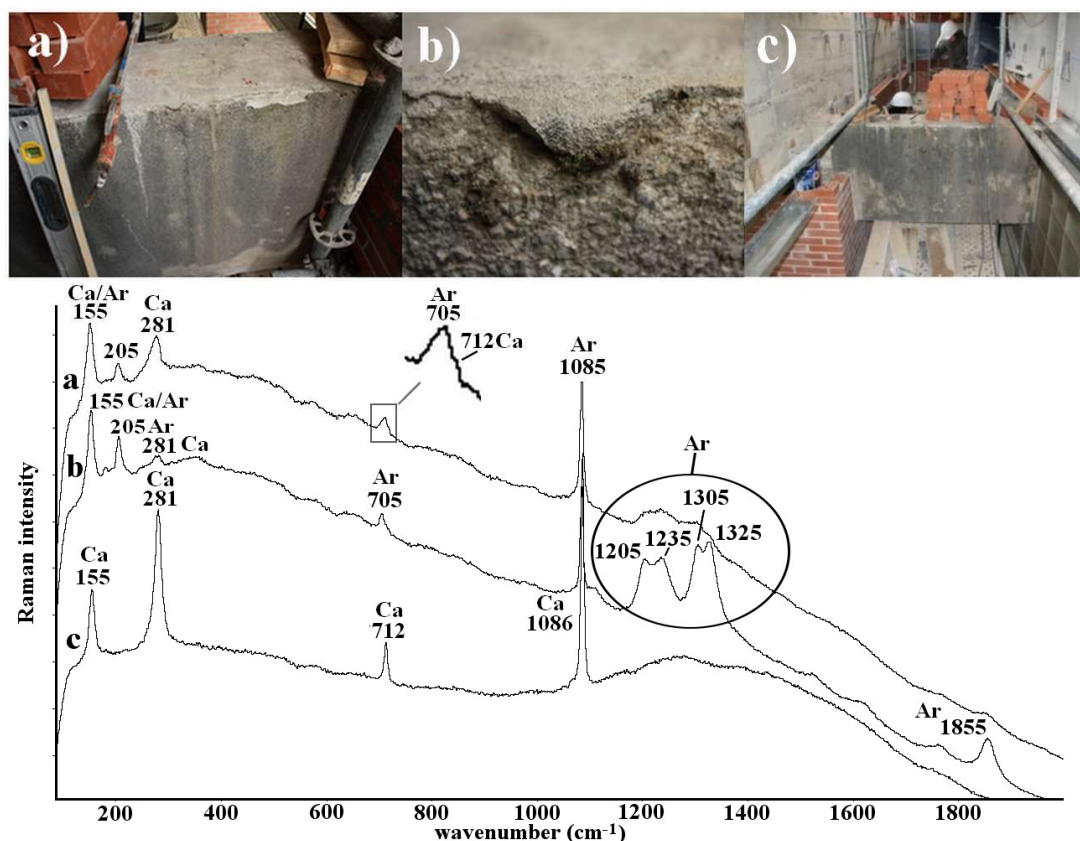 a)
b)
c)
Ca/Ar
155
Ca
281
205
Ar
705
712Ca
Ar
1085
a
155 Ca/Ar
205 Ar
281 Ca
b
Ca
281
Ar
705
Ar
1305
1325
1205
1235
Ca
155
Ca
712
Ca
1086
c
Ar
1855
Raman intensity
200
400
600
800
1000
1200
1400
1600
1800
wavenumber (cm⁻¹)